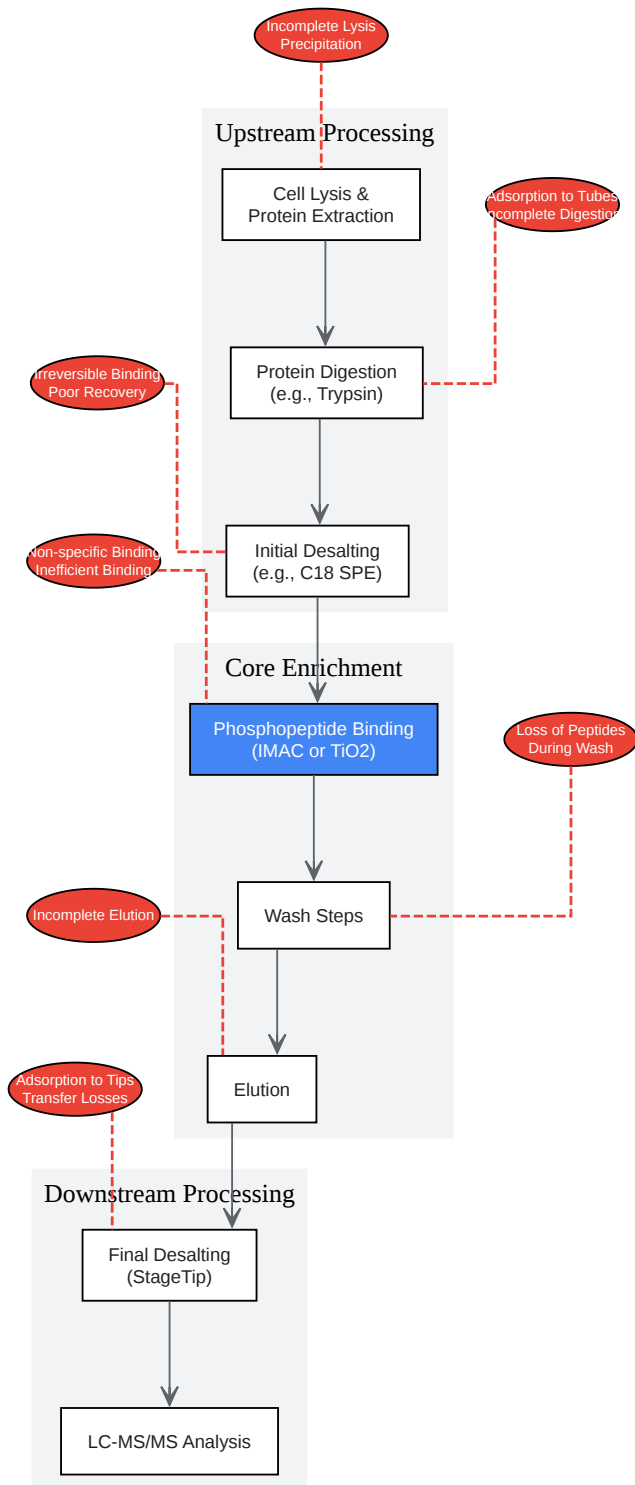 Incomplete Lysis
Precipitation
Upstream Processing
Cell Lysis &
Protein Extraction
Adsorption to Tubes
Incomplete Digestion
Protein Digestion
(e.g., Trypsin)
Irreversible Binding
Poor Recovery
Initial Desalting
(e.g., C18 SPE)
Non-specific Binding
Inefficient Binding
Core Enrichment
Phosphopeptide Binding
(IMAC or TiO2)
Loss of Peptides
During Wash
Wash Steps
Incomplete Elution
Elution
Adsorption to Tips
Transfer Losses
Downstream Processing
Final Desalting
(StageTip)
LC-MS/MS Analysis